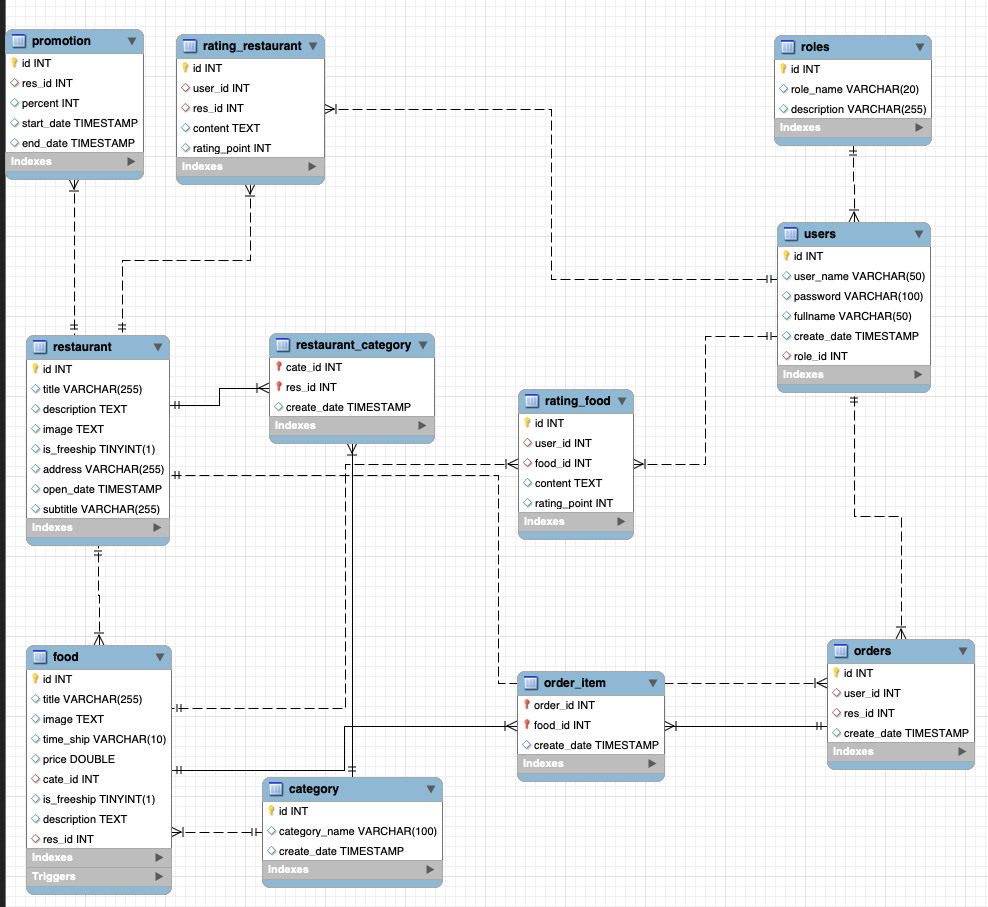 promotion
id INT
res_id INT
percent INT
start_date TIMESTAMP
end_date TIMESTAMP
Indexes
rating_restaurant
id INT
user_id INT
res_id INT
content TEXT
rating_point INT
Indexes
roles
id INT
role_name VARCHAR(20)
description VARCHAR(255)
Indexes
users
id INT
user_name VARCHAR(50)
password VARCHAR(100)
fullname VARCHAR(50)
create_date TIMESTAMP
role_id INT
Indexes
restaurant
id INT
title VARCHAR(255)
description TEXT
image TEXT
is_freeship TINYINT(1)
address VARCHAR(255)
open_date TIMESTAMP
subtitle VARCHAR(255)
Indexes
restaurant_category
cate_id INT
res_id INT
create_date TIMESTAMP
Indexes
rating_food
id INT
user_id INT
food_id INT
content TEXT
rating_point INT
Indexes
food
id INT
title VARCHAR(255)
image TEXT
time_ship VARCHAR(10)
price DOUBLE
cate_id INT
is_freeship TINYINT(1)
description TEXT
res_id INT
Indexes
Triggers
category
id INT
category_name VARCHAR(100)
create_date TIMESTAMP
Indexes
order_item
order_id INT
food_id INT
create_date TIMESTAMP
Indexes
orders
id INT
user_id INT
res_id INT
create_date TIMESTAMP
Indexes